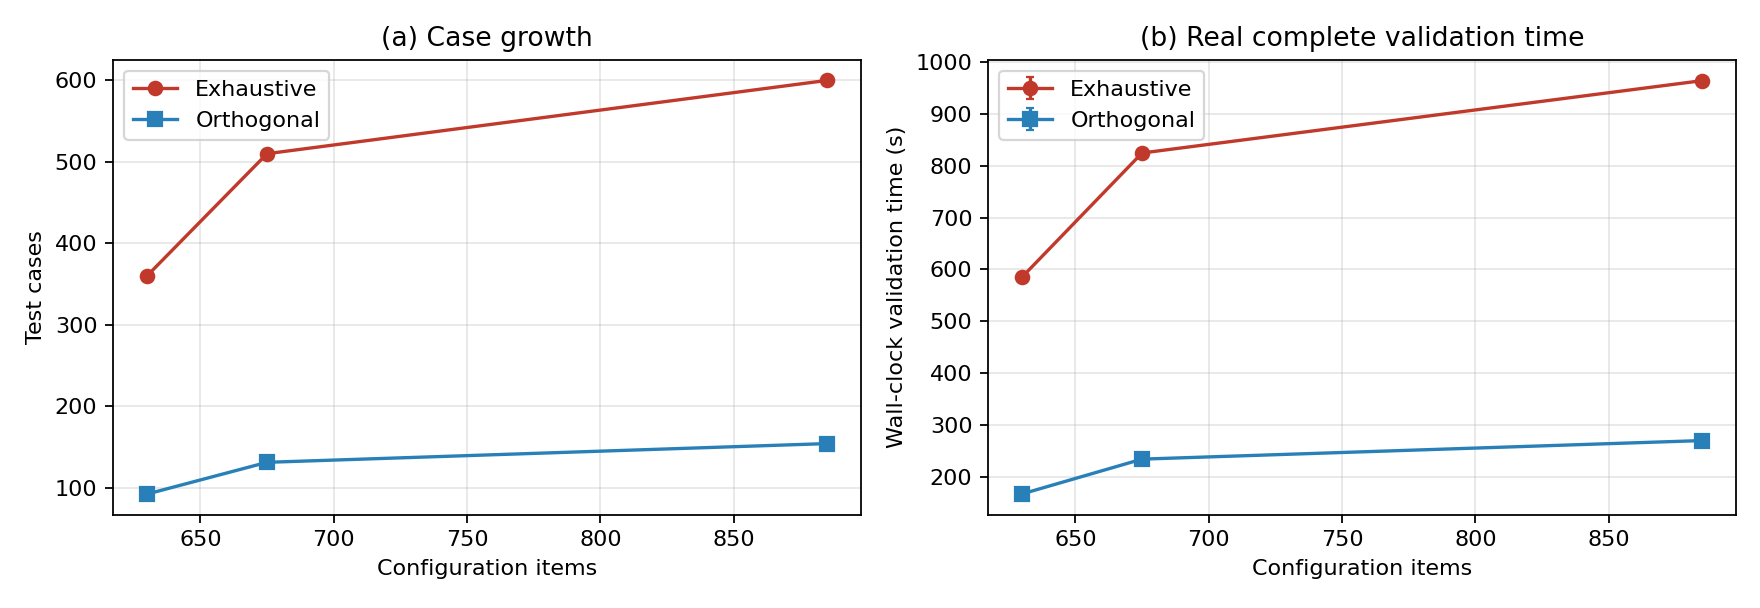 (a) Case growth
Test cases
600
500
400
300
200
100
Exhaustive
Orthogonal
650 700 750 800 850
Configuration items
(b) Real complete validation time
Wall-clock validation time (s)
1000
900
800
700
600
500
400
300
200
Exhaustive
Orthogonal
650 700 750 800 850
Configuration items